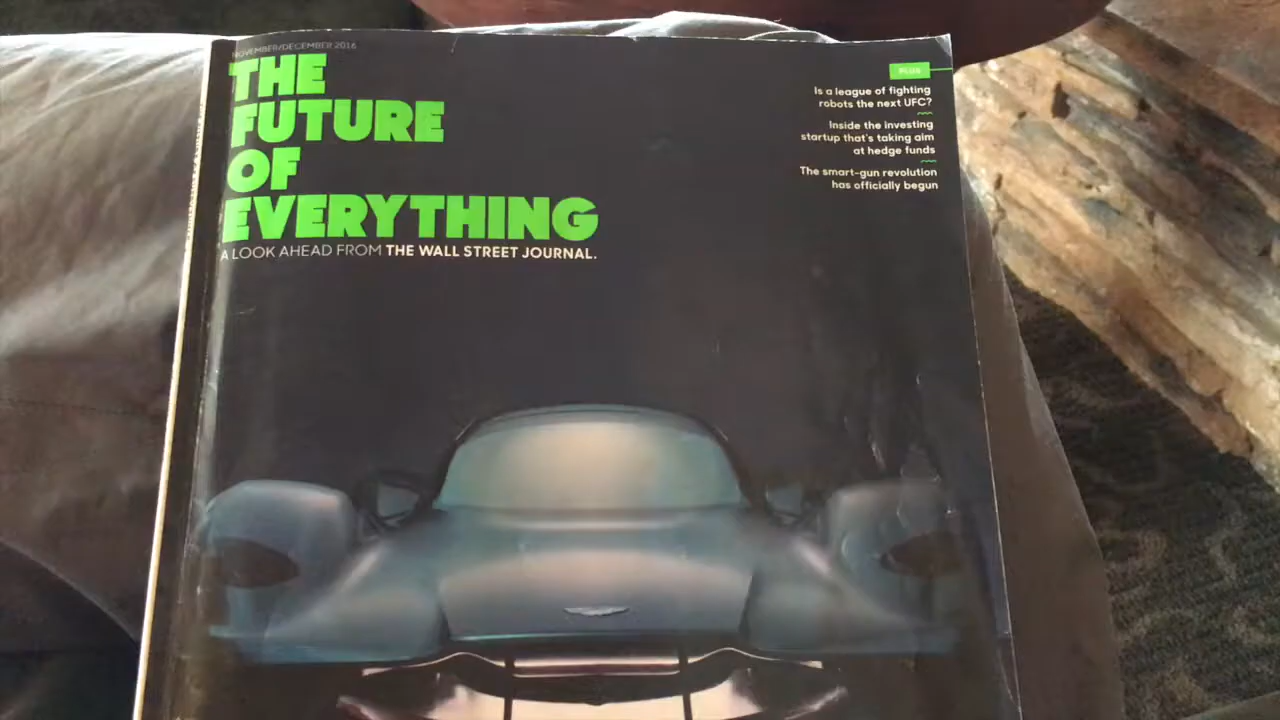 NOVEMBER/DECEMBER 2016
THE
FUTURE
OF
EVERYTHING
A LOOK AHEAD FROM THE WALL STREET JOURNAL.
PLUS
Is a league of fighting
robots the next UFC?
Inside the investing
startup that's taking aim
at hedge funds
The smart-gun revolution
has officially begun